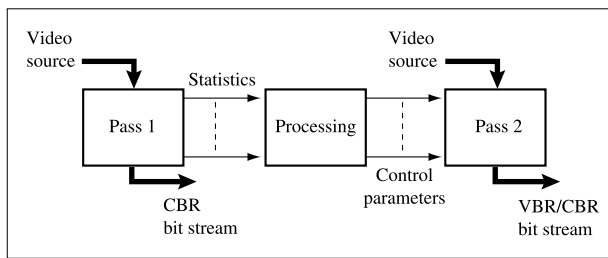 Video
source
Video
source
Statistics
Pass 1
Processing
Pass 2
Control
parameters
CBR
bit stream
VBR/CBR
bit stream